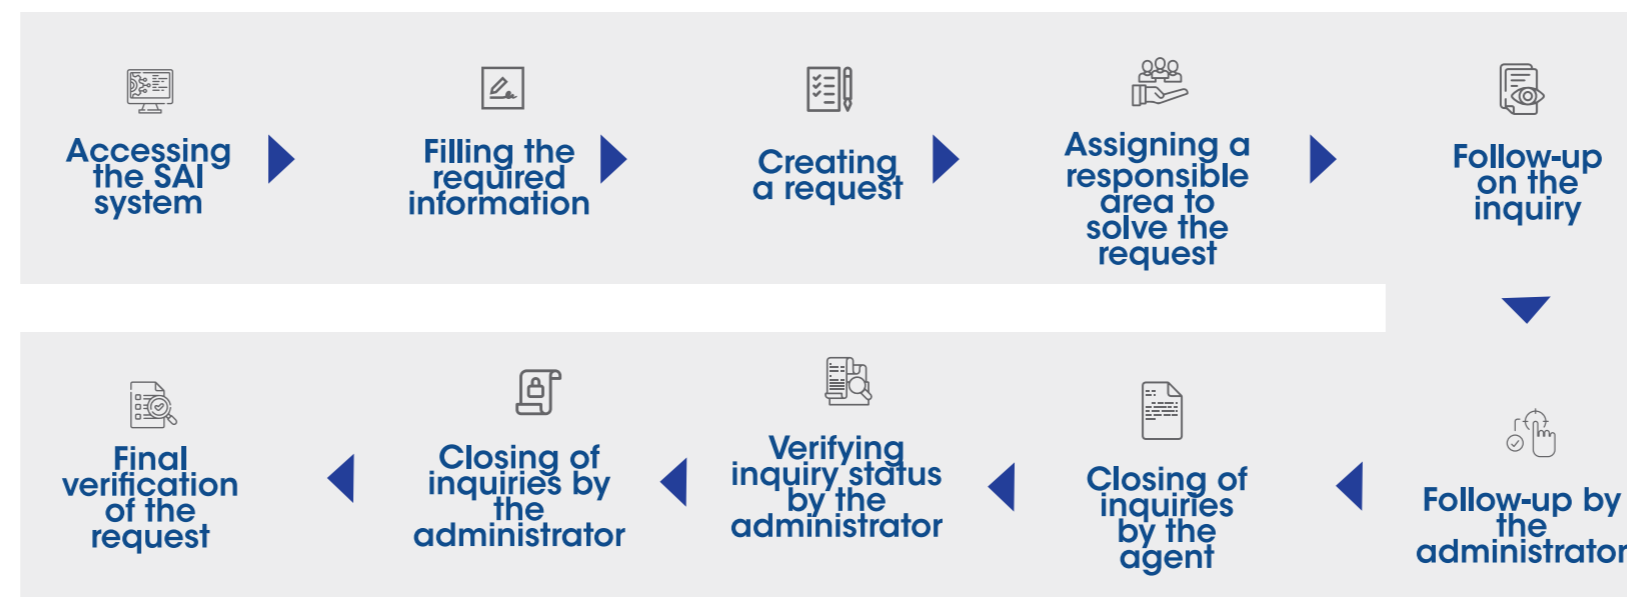 Accessing
the SAI
system
Filling the
required
information
Creating
a request
Assigning a
responsible
area to
solve the
request
Follow-up
on the
inquiry
Follow-up by
the
administrator
Closing of
inquiries
by the
agent
Verifying
inquiry status
by the
administrator
Closing of
inquiries by
the
administrator
Final
verification
of the
request